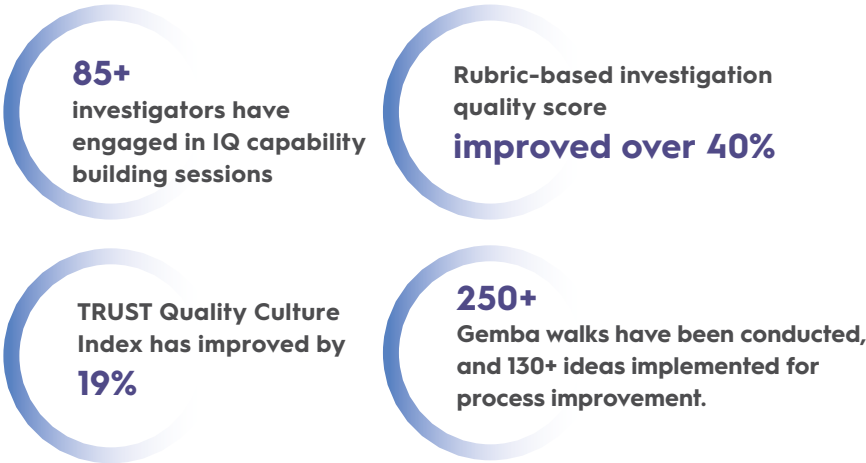 85+
investigators have
engaged in IQ capability
building sessions
Rubric-based investigation
quality score
improved over 40%
TRUST Quality Culture
Index has improved by
19%
250+
Gemba walks have been conducted,
and 130+ ideas implemented for
process improvement.